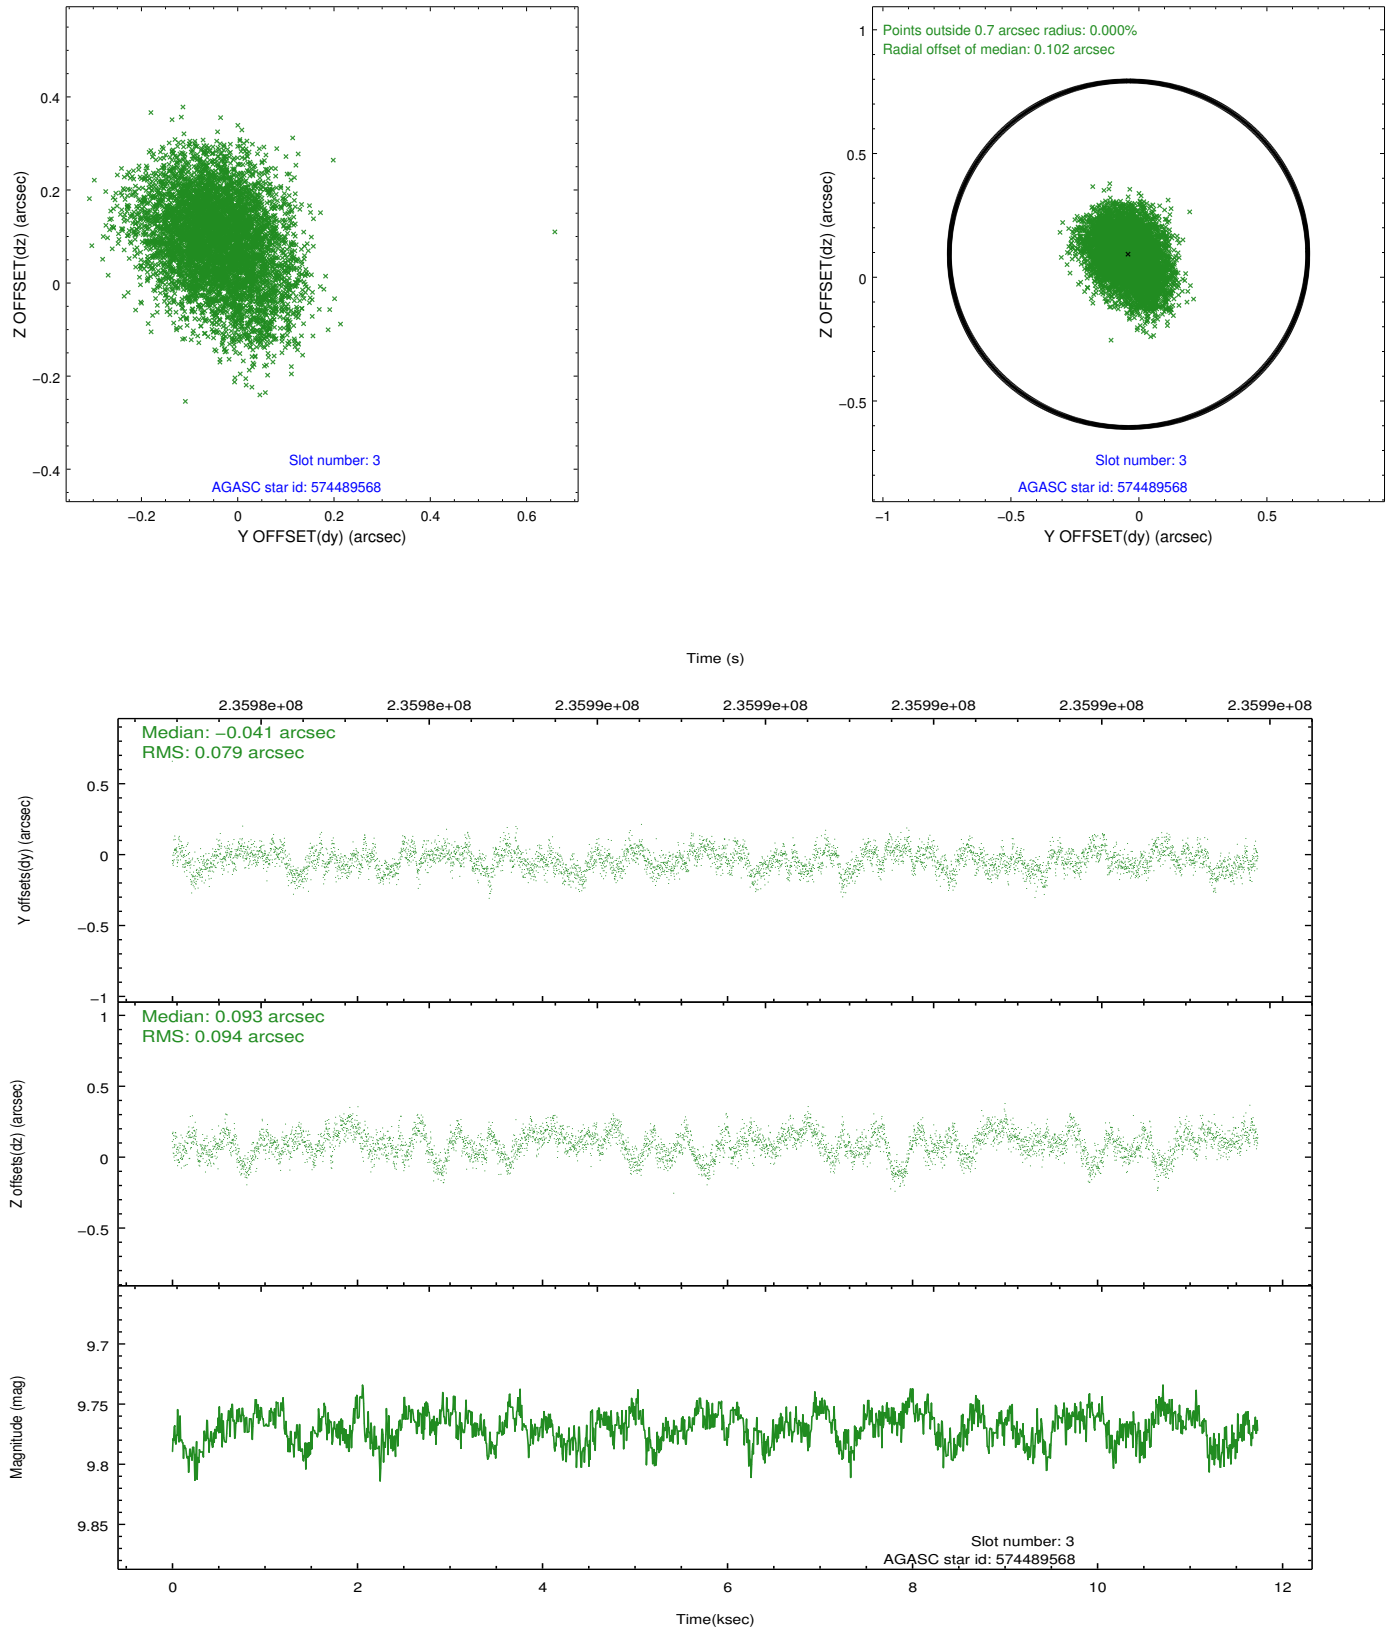 0.4
0.2
0
−0.2
−0.4
Z OFFSET(dz) (arcsec)
Slot number: 3
AGASC star id: 574489568
−0.2 0 0.2 0.4 0.6
Y OFFSET(dy) (arcsec)
Points outside 0.7 arcsec radius: 0.000%
Radial offset of median: 0.102 arcsec
1
0.5
0
−0.5
Z OFFSET(dz) (arcsec)
Slot number: 3
AGASC star id: 574489568
−1 −0.5 0 0.5
Y OFFSET(dy) (arcsec)
Time (s)
2.3598e+08 2.3598e+08 2.3599e+08 2.3599e+08 2.3599e+08 2.3599e+08 2.3599e+08
Median: −0.041 arcsec
RMS: 0.079 arcsec
0.5
0
−0.5
−1
Y offsets(dy) (arcsec)
Median: 0.093 arcsec
RMS: 0.094 arcsec
1
0.5
0
−0.5
Z offsets(dz) (arcsec)
9.7
9.75
9.8
9.85
Magnitude (mag)
Slot number: 3
AGASC star id: 574489568
0 2 4 6 8 10 12
Time(ksec)